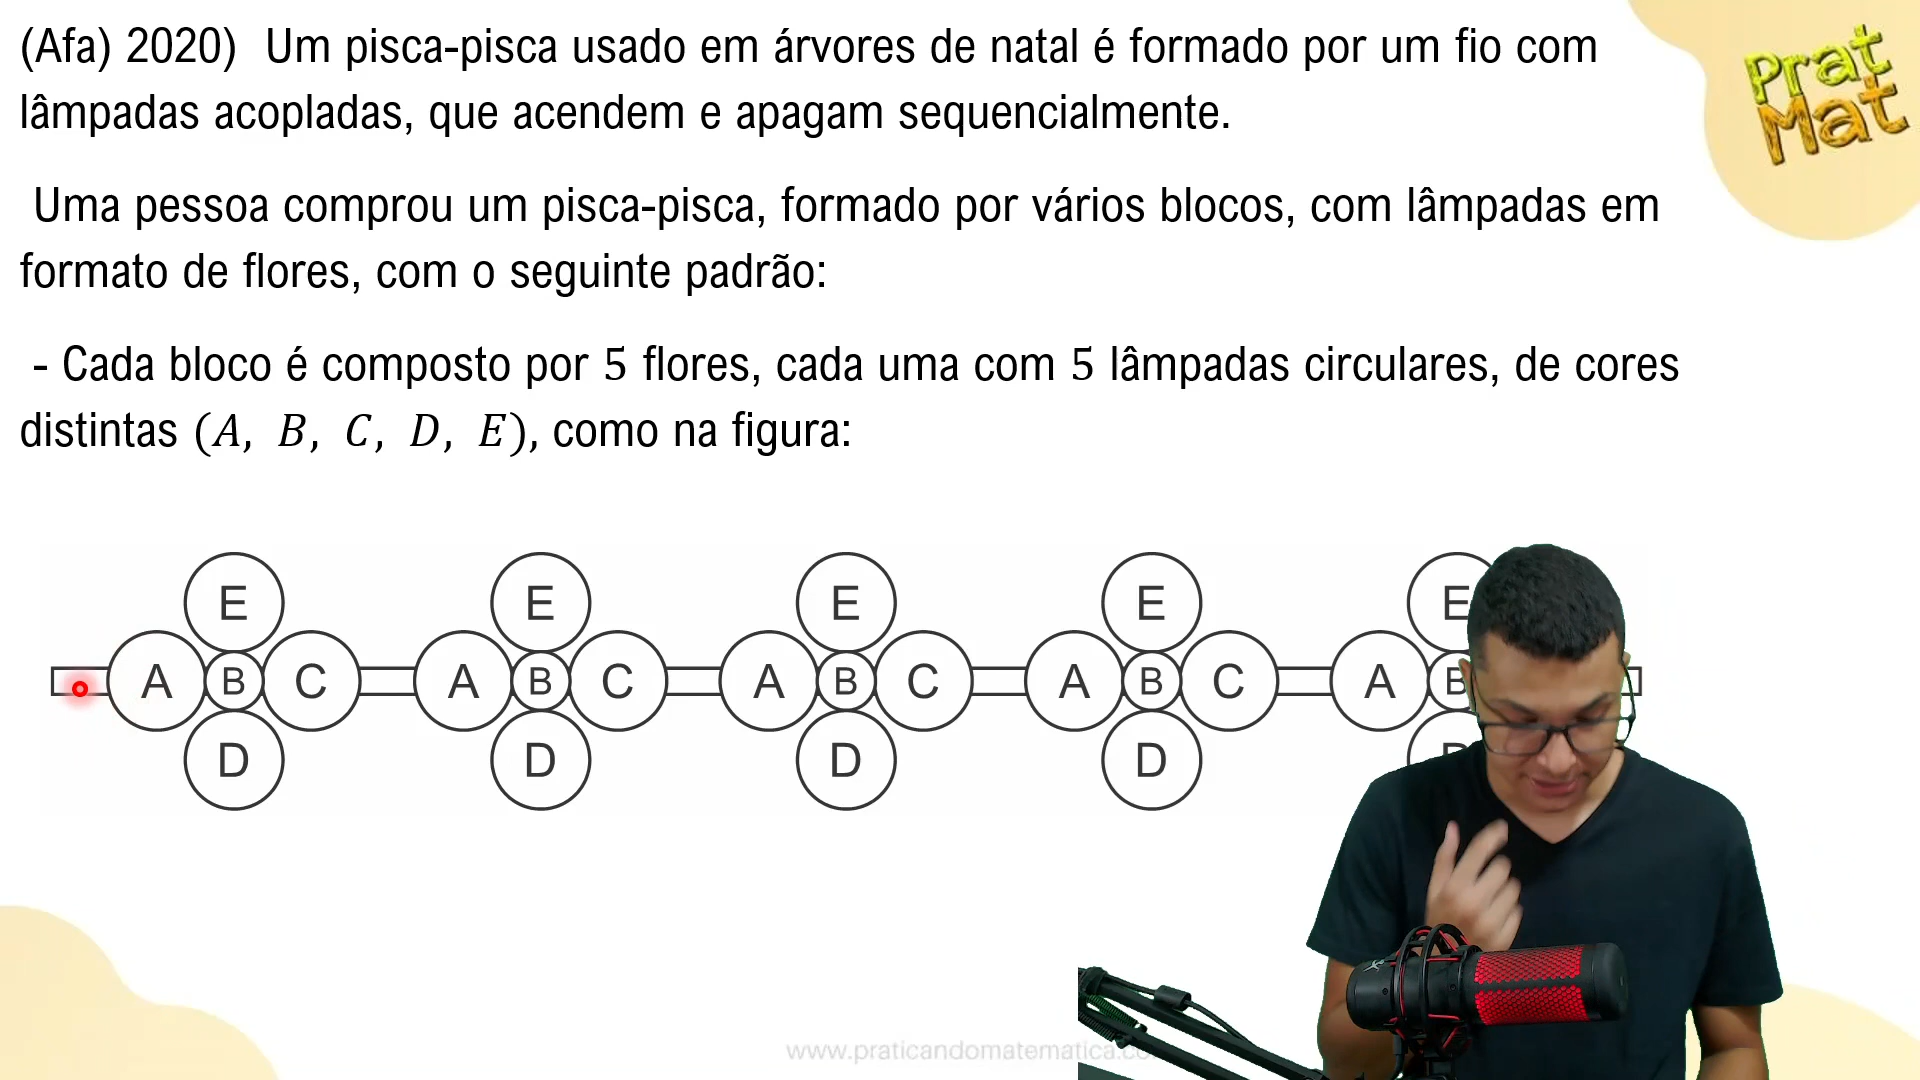 (Afa) 2020) Um pisca-pisca usado em árvores de natal é formado por um fio com
lâmpadas acopladas, que acendem e apagam sequencialmente.
Uma pessoa comprou um pisca-pisca, formado por vários blocos, com lâmpadas em
formato de flores, com o seguinte padrão:
- Cada bloco é composto por 5 flores, cada uma com 5 lâmpadas circulares, de cores
distintas (A, B, C, D, E), como na figura:
Prat
Mat
E E E E E
A B C A B C A B C A B C A B
D D D D
www.praticandomatematica.co